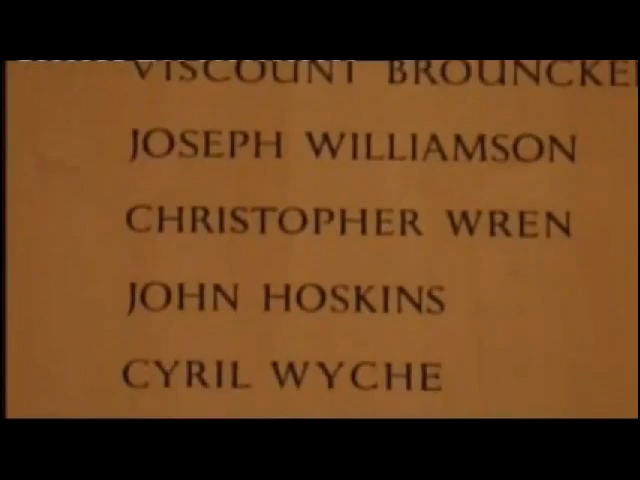 VISCOUNT BROUNCKE
JOSEPH WILLIAMSON
CHRISTOPHER WREN
JOHN HOSKINS
CYRIL WYCHE